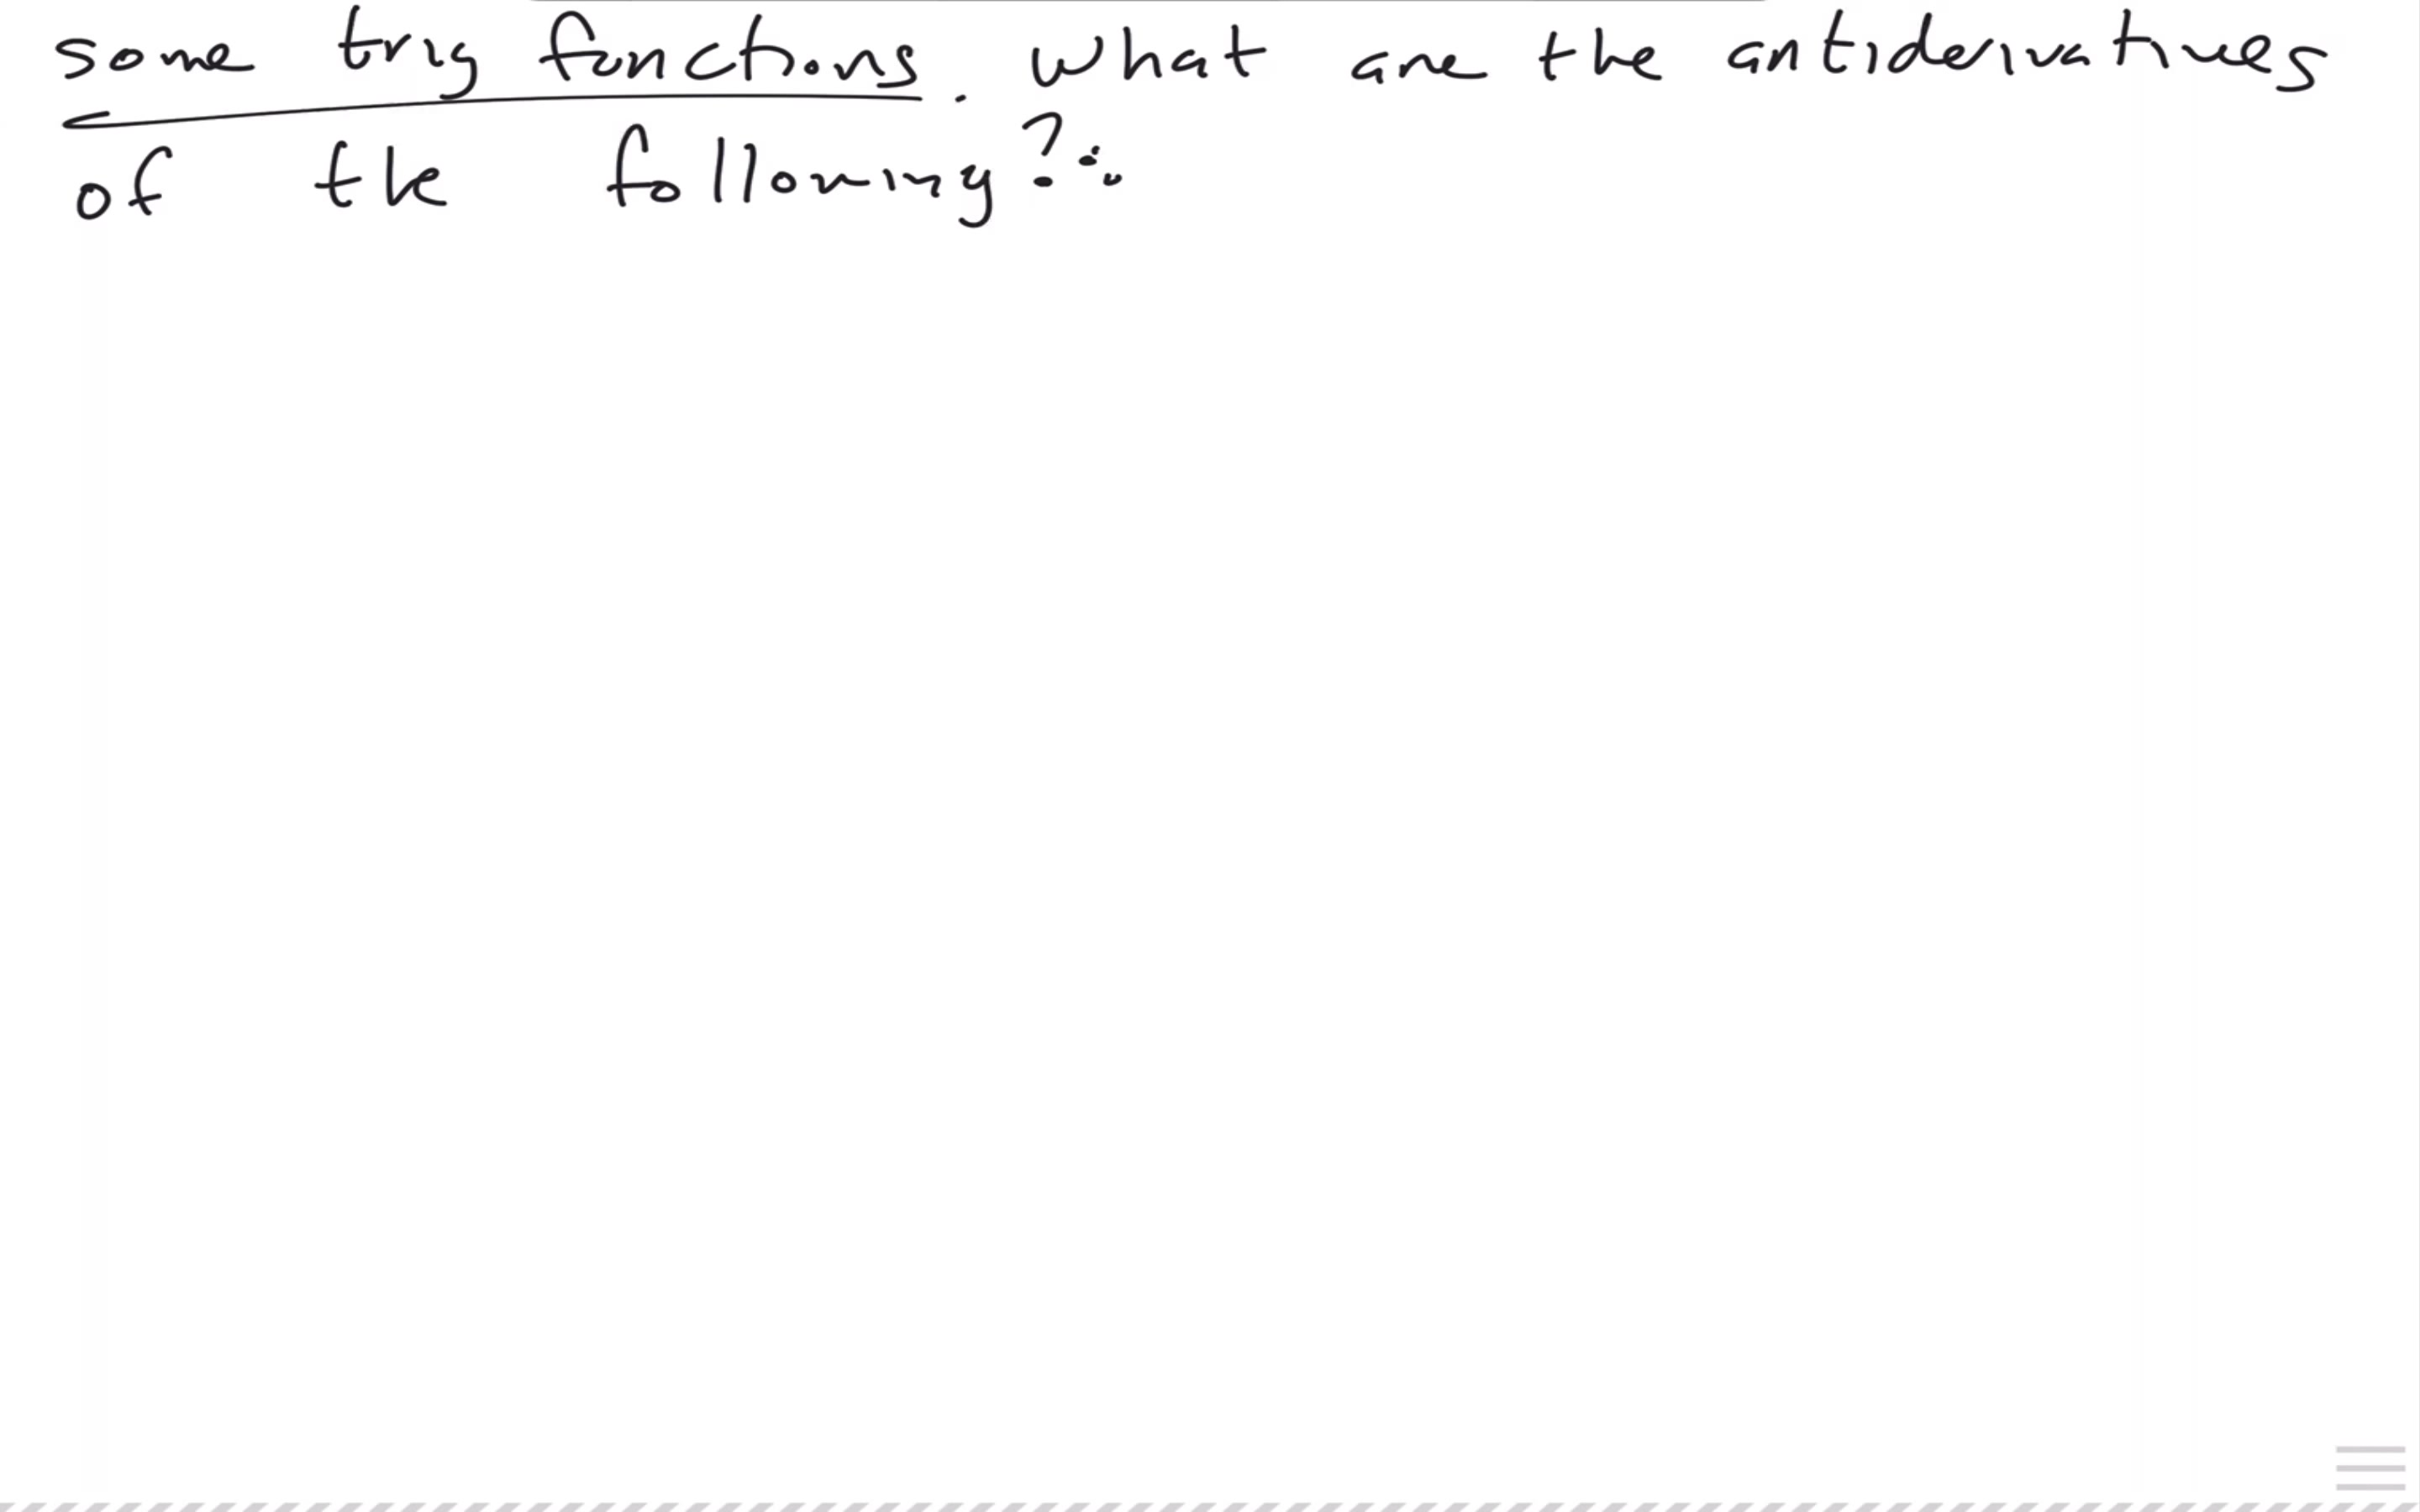 some trig functions. What are the antiderivatives
of the following?: